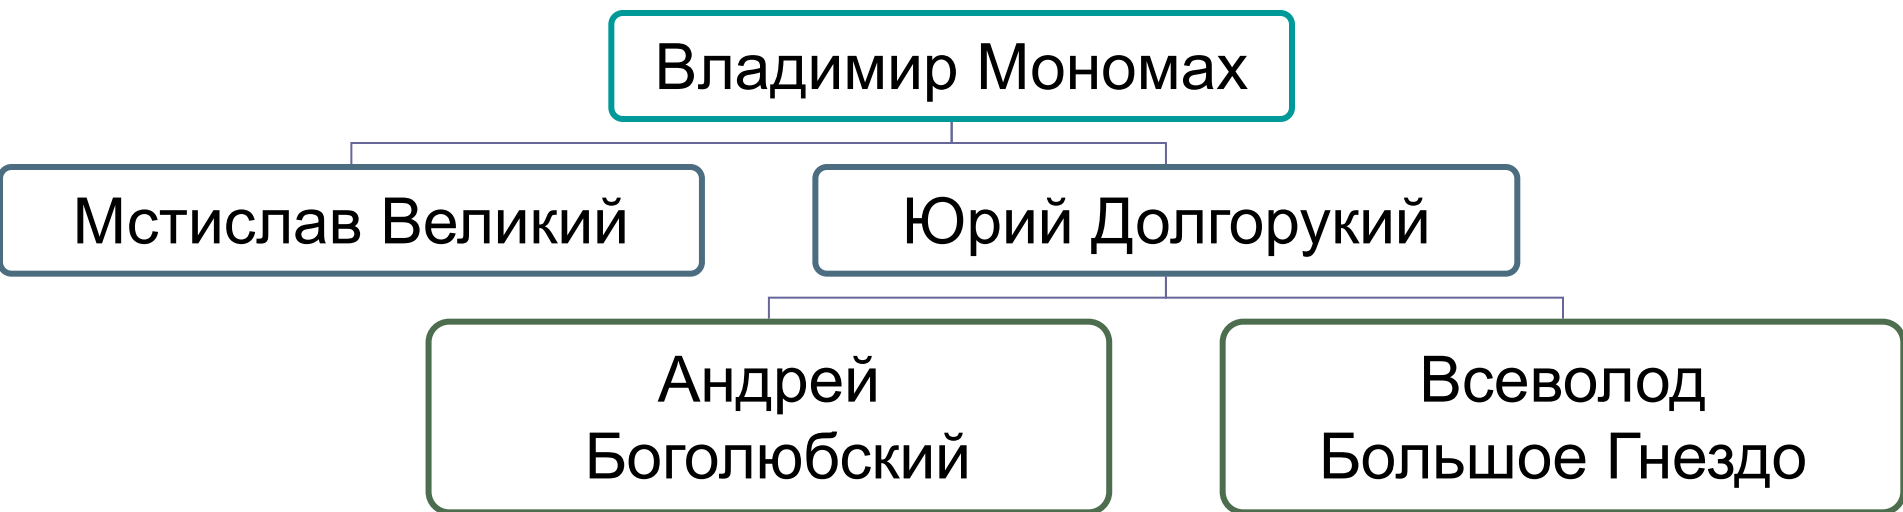 Владимир Мономах
Мстислав Великий
Юрий Долгорукий
Андрей
Боголюбский
Всеволод
Большое Гнездо